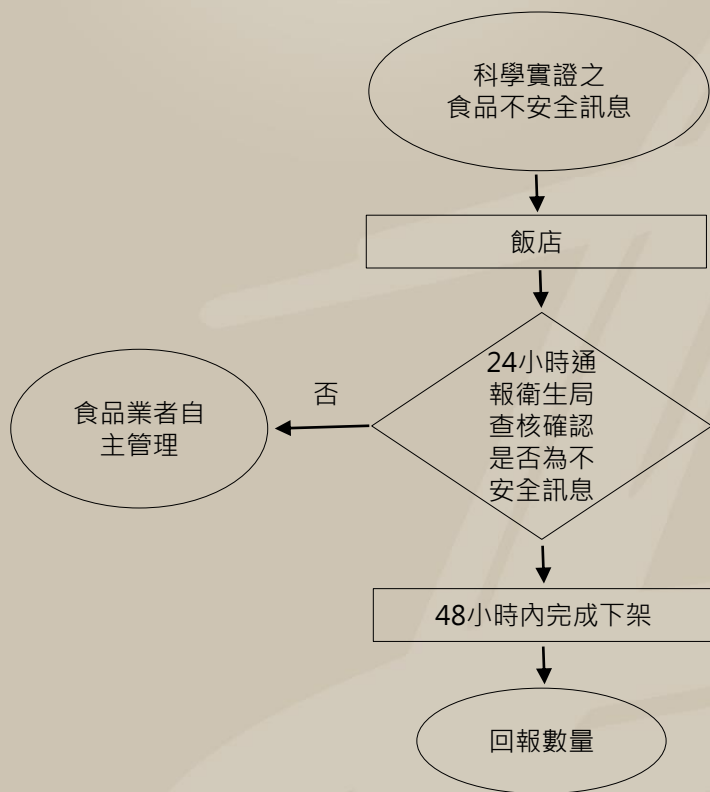 科學實證之
食品不安全訊息
飯店
24小時通
報衛生局
查核確認
是否為不
安全訊息
否
食品業者自
主管理
48小時內完成下架
回報數量